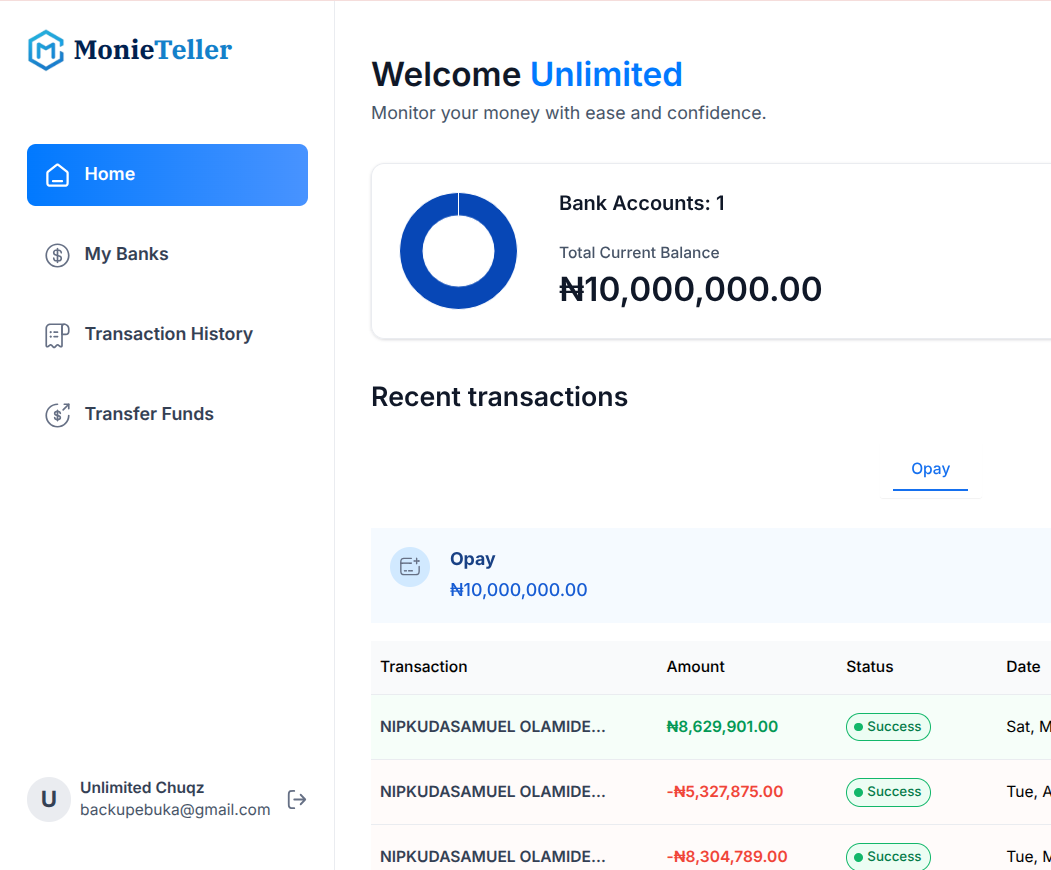 MonieTeller
Home
My Banks
Transaction History
Transfer Funds
Unlimited Chuqz
backupebuka@gmail.com
U
Welcome Unlimited
Monitor your money with ease and confidence.
Bank Accounts: 1
Total Current Balance
₦10,000,000.00
Recent transactions
Opay
Opay
₦10,000,000.00
Transaction Amount Status Date
NIPKUDASAMUEL OLAMIDE... ₦8,629,901.00 Success Sat, M
NIPKUDASAMUEL OLAMIDE... -₦5,327,875.00 Success Tue, A
NIPKUDASAMUEL OLAMIDE... -₦8,304,789.00 Success Tue, M